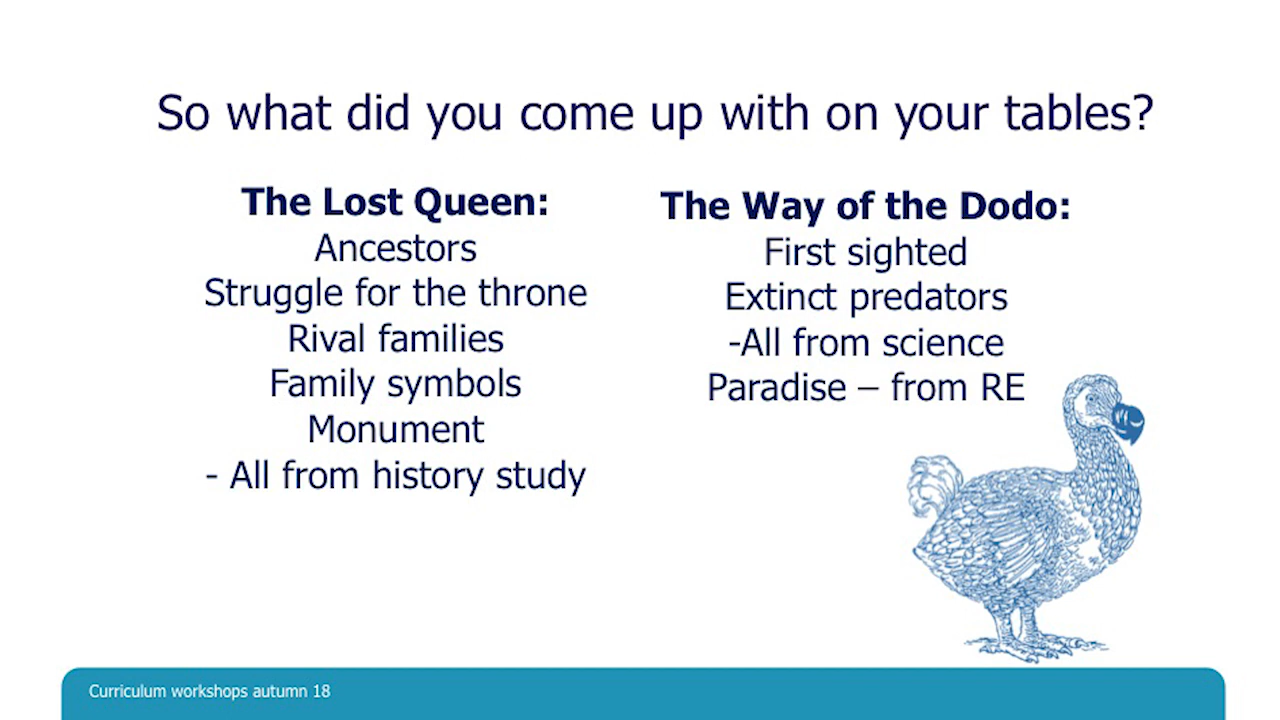 So what did you come up with on your tables?
The Lost Queen:
Ancestors
Struggle for the throne
Rival families
Family symbols
Monument
- All from history study
The Way of the Dodo:
First sighted
Extinct predators
-All from science
Paradise – from RE
Curriculum workshops autumn 18